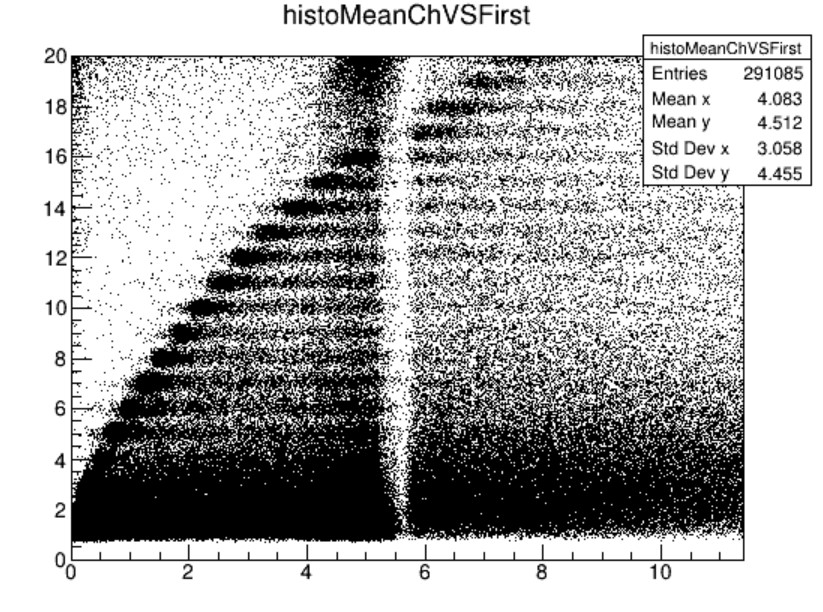 histoMeanChVSFirst
histoMeanChVSFirst
Entries 291085
Mean x 4.083
Mean y 4.512
Std Dev x 3.058
Std Dev y 4.455
20
18
16
14
12
10
8
6
4
2
0
0 2 4 6 8 10